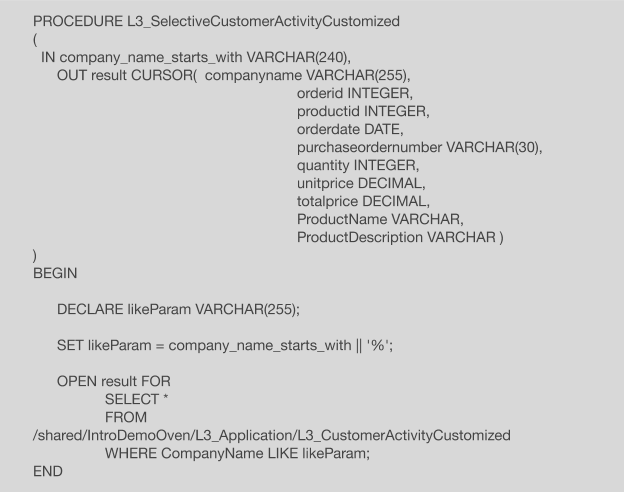 PROCEDURE L3_SelectiveCustomerActivityCustomized
(
IN company_name_starts_with VARCHAR(240),
OUT result CURSOR( companyname VARCHAR(255),
orderid INTEGER,
productid INTEGER,
orderdate DATE,
purchaseordernumber VARCHAR(30),
quantity INTEGER,
unitprice DECIMAL,
totalprice DECIMAL,
ProductName VARCHAR,
ProductDescription VARCHAR )
)
BEGIN
DECLARE likeParam VARCHAR(255);
SET likeParam = company_name_starts_with || '%';
OPEN result FOR
SELECT *
FROM
/shared/IntroDemoOven/L3_Application/L3_CustomerActivityCustomized
WHERE CompanyName LIKE likeParam;
END